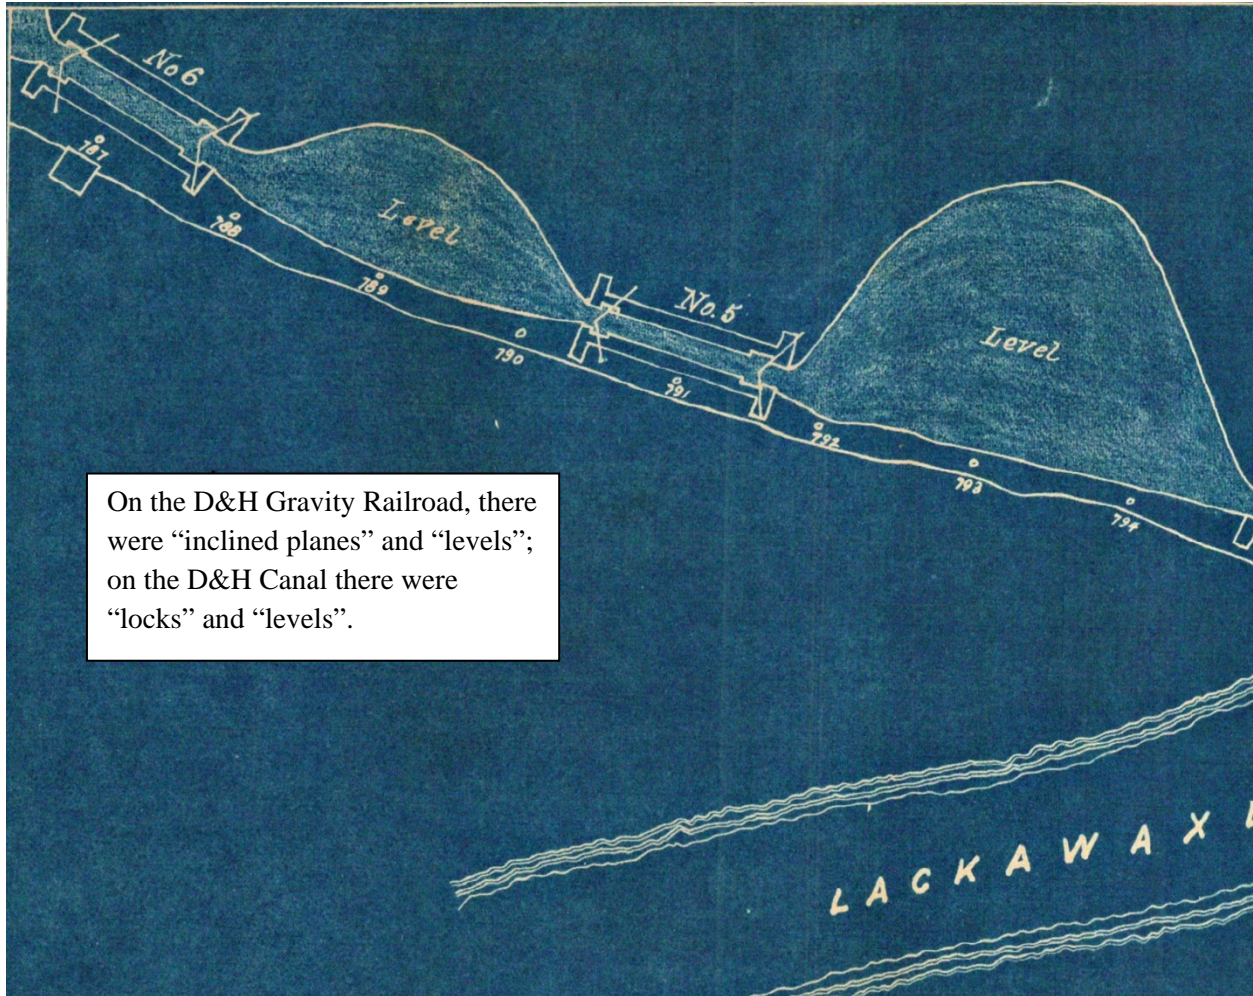 No 6
787
788
Level
789
790
No. 5
791
792
Level
793
794
On the D&H Gravity Railroad, there
were “inclined planes” and “levels”;
on the D&H Canal there were
“locks” and “levels”.
LACKAWAX